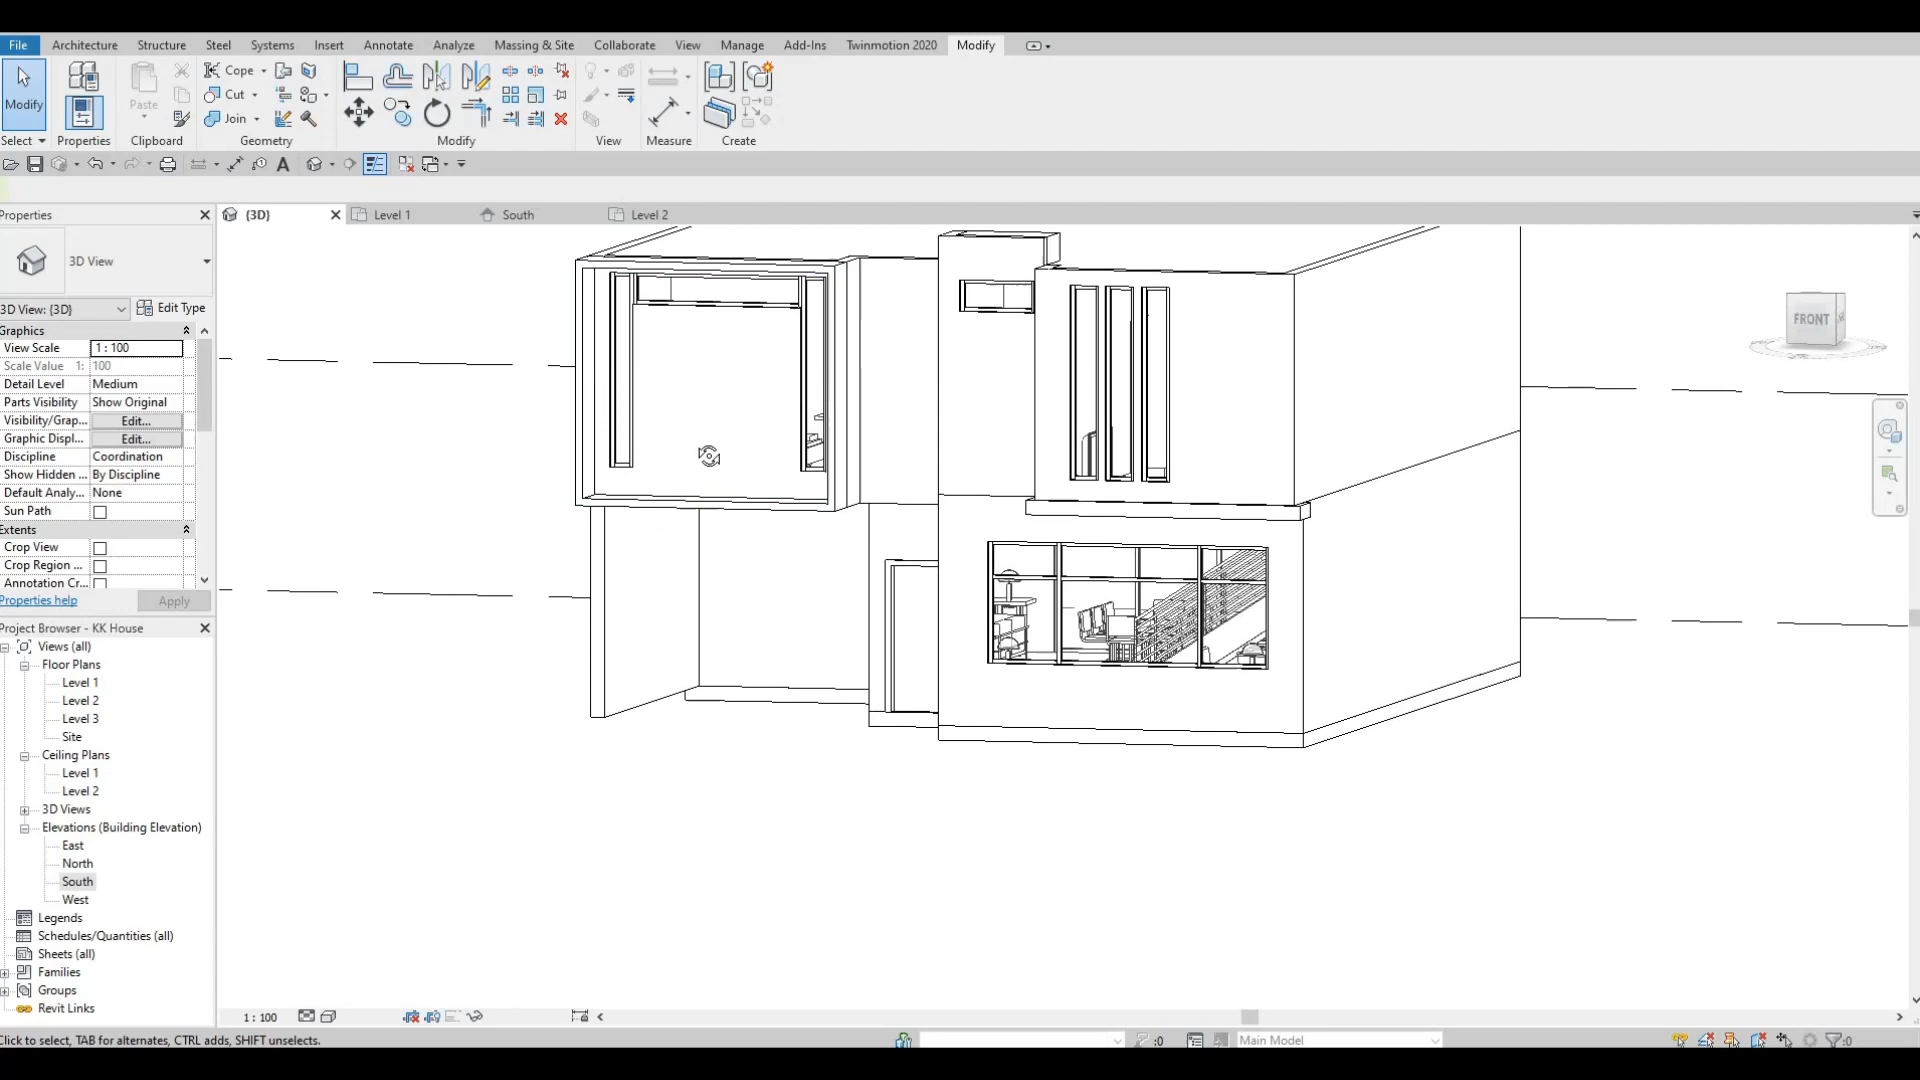 File Architecture Structure Steel Systems Insert Annotate Analyze Massing & Site Collaborate View Manage Add-Ins Twinmotion 2020 Modify
Modify
Paste
Cope
Cut
Join
Select Properties Clipboard Geometry Modify View Measure Create
Properties
{3D} Level 1 South Level 2
3D View
3D View: {3D} Edit Type
Graphics
View Scale 1 : 100
Scale Value 1: 100
Detail Level Medium
Parts Visibility Show Original
Visibility/Grap... Edit...
Graphic Displ... Edit...
Discipline Coordination
Show Hidden ... By Discipline
Default Analy... None
Sun Path
Extents
Crop View
Crop Region ...
Annotation Cr...
Properties help Apply
Project Browser - KK House
Views (all)
Floor Plans
Level 1
Level 2
Level 3
Site
Ceiling Plans
Level 1
Level 2
3D Views
Elevations (Building Elevation)
East
North
South
West
Legends
Schedules/Quantities (all)
Sheets (all)
Families
Groups
Revit Links
FRONT
1 : 100
Click to select, TAB for alternates, CTRL adds, SHIFT unselects.
:0 Main Model :0